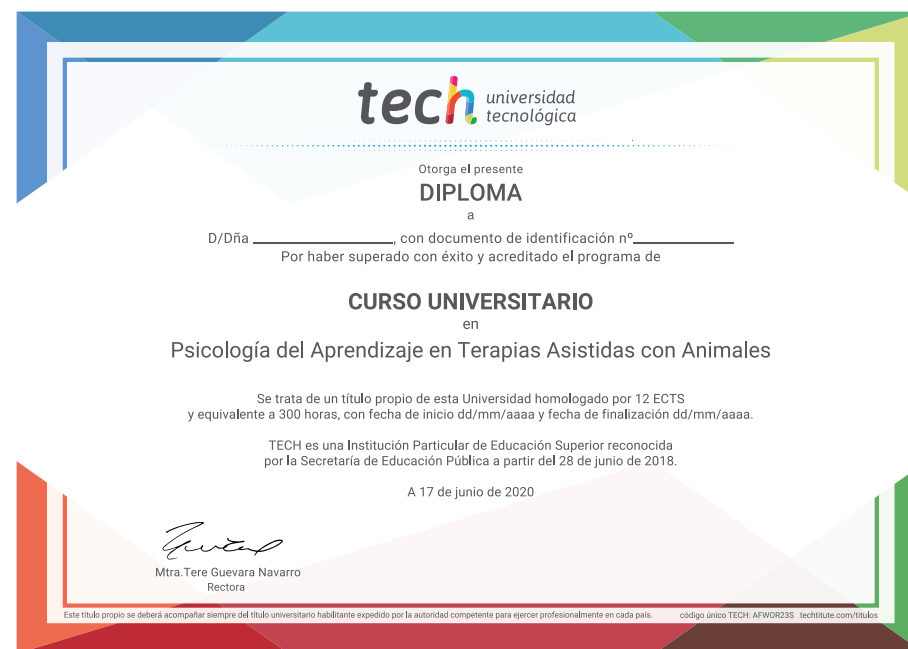 tech universidad
tecnológica
Otorga el presente
DIPLOMA
a
D/Dña ____________________, con documento de identificación nº______________
Por haber superado con éxito y acreditado el programa de
CURSO UNIVERSITARIO
en
Psicología del Aprendizaje en Terapias Asistidas con Animales
Se trata de un título propio de esta Universidad homologado por 12 ECTS
y equivalente a 300 horas, con fecha de inicio dd/mm/aaaa y fecha de finalización dd/mm/aaaa.
TECH es una Institución Particular de Educación Superior reconocida
por la Secretaría de Educación Pública a partir del 28 de junio de 2018.
A 17 de junio de 2020
Mtra.Tere Guevara Navarro
Rectora
Este título propio se deberá acompañar siempre del título universitario habilitante expedido por la autoridad competente para ejercer profesionalmente en cada país. código único TECH: AFWOR23S techtitute.com/titulos